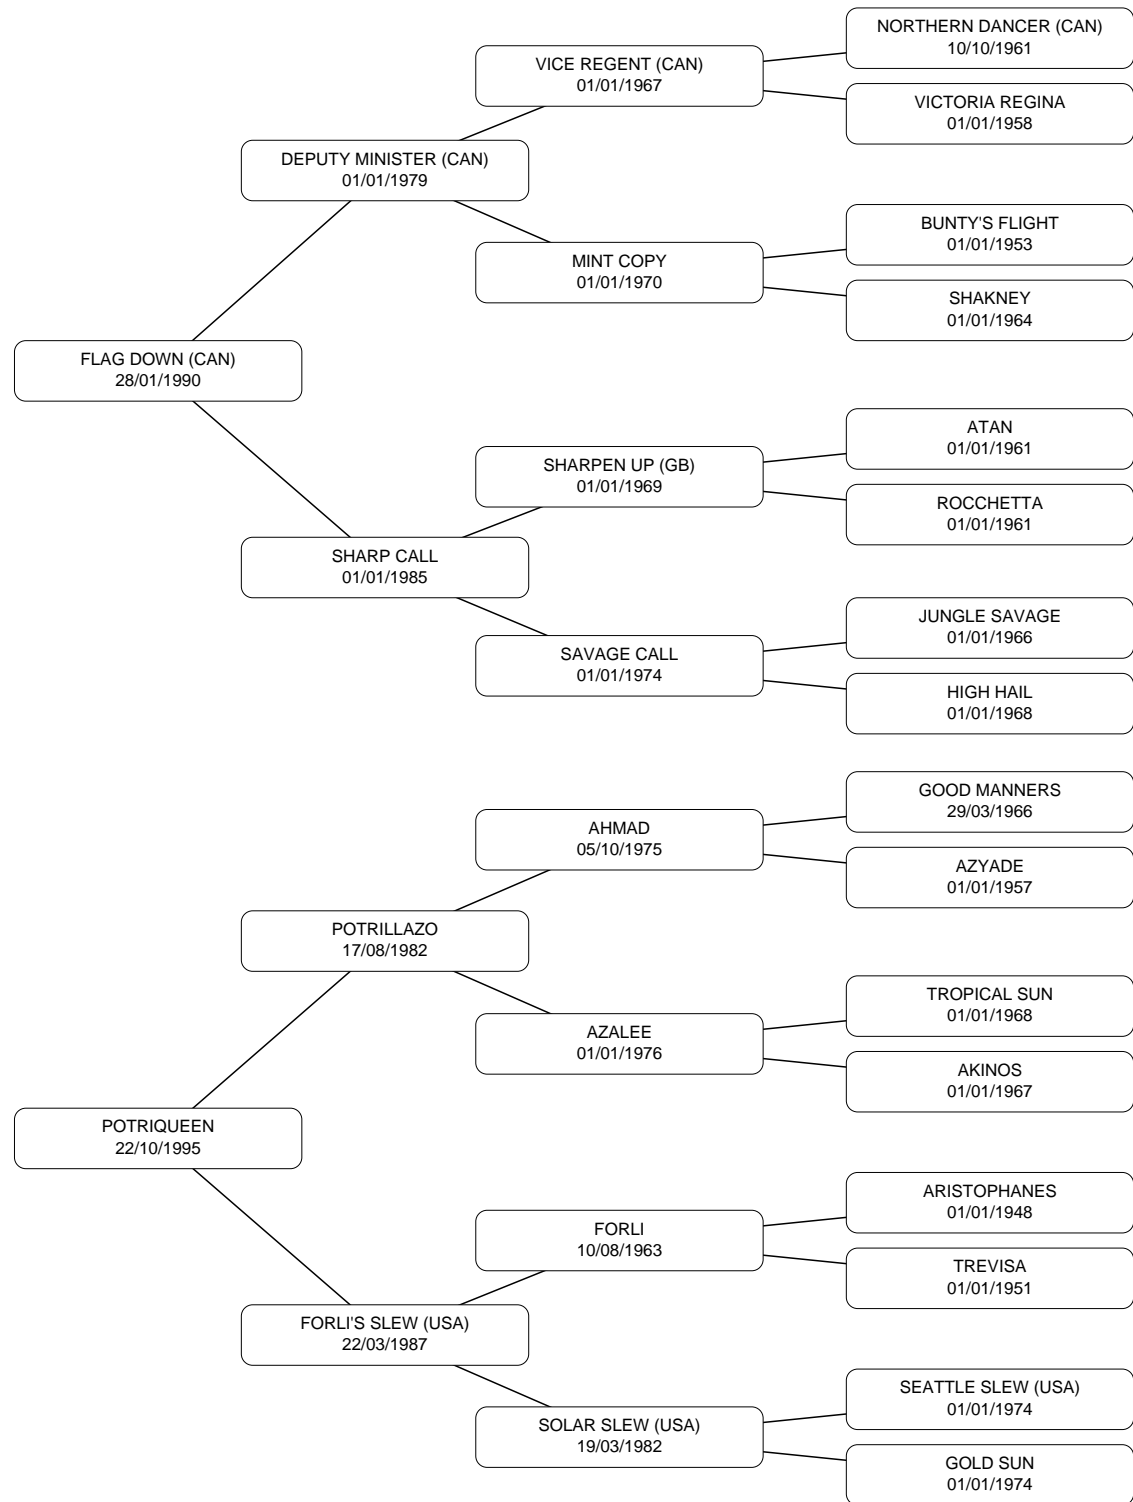 NORTHERN DANCER (CAN)
10/10/1961
VICE REGENT (CAN)
01/01/1967
VICTORIA REGINA
01/01/1958
DEPUTY MINISTER (CAN)
01/01/1979
BUNTY'S FLIGHT
01/01/1953
MINT COPY
01/01/1970
SHAKNEY
01/01/1964
FLAG DOWN (CAN)
28/01/1990
ATAN
01/01/1961
SHARPEN UP (GB)
01/01/1969
ROCCHETTA
01/01/1961
SHARP CALL
01/01/1985
JUNGLE SAVAGE
01/01/1966
SAVAGE CALL
01/01/1974
HIGH HAIL
01/01/1968
GOOD MANNERS
29/03/1966
AHMAD
05/10/1975
AZYADE
01/01/1957
POTRILLAZO
17/08/1982
TROPICAL SUN
01/01/1968
AZALEE
01/01/1976
AKINOS
01/01/1967
POTRIQUEEN
22/10/1995
ARISTOPHANES
01/01/1948
FORLI
10/08/1963
TREVISA
01/01/1951
FORLI'S SLEW (USA)
22/03/1987
SEATTLE SLEW (USA)
01/01/1974
SOLAR SLEW (USA)
19/03/1982
GOLD SUN
01/01/1974